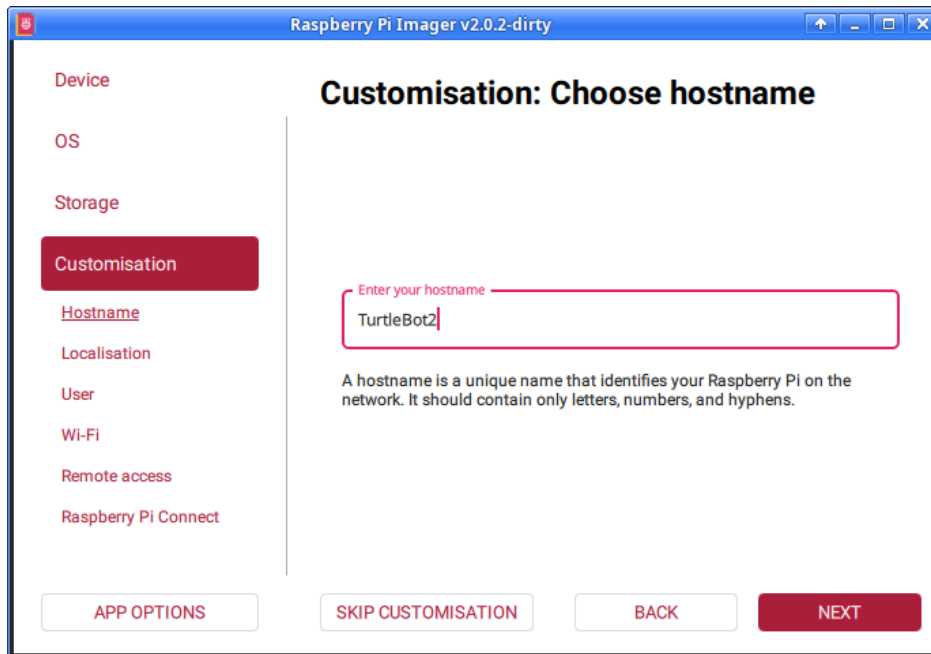 Raspberry Pi Imager v2.0.2-dirty
Device
OS
Storage
Customisation
Hostname
Localisation
User
Wi-Fi
Remote access
Raspberry Pi Connect
Customisation: Choose hostname
Enter your hostname
TurtleBot2
A hostname is a unique name that identifies your Raspberry Pi on the
network. It should contain only letters, numbers, and hyphens.
APP OPTIONS
SKIP CUSTOMISATION
BACK
NEXT